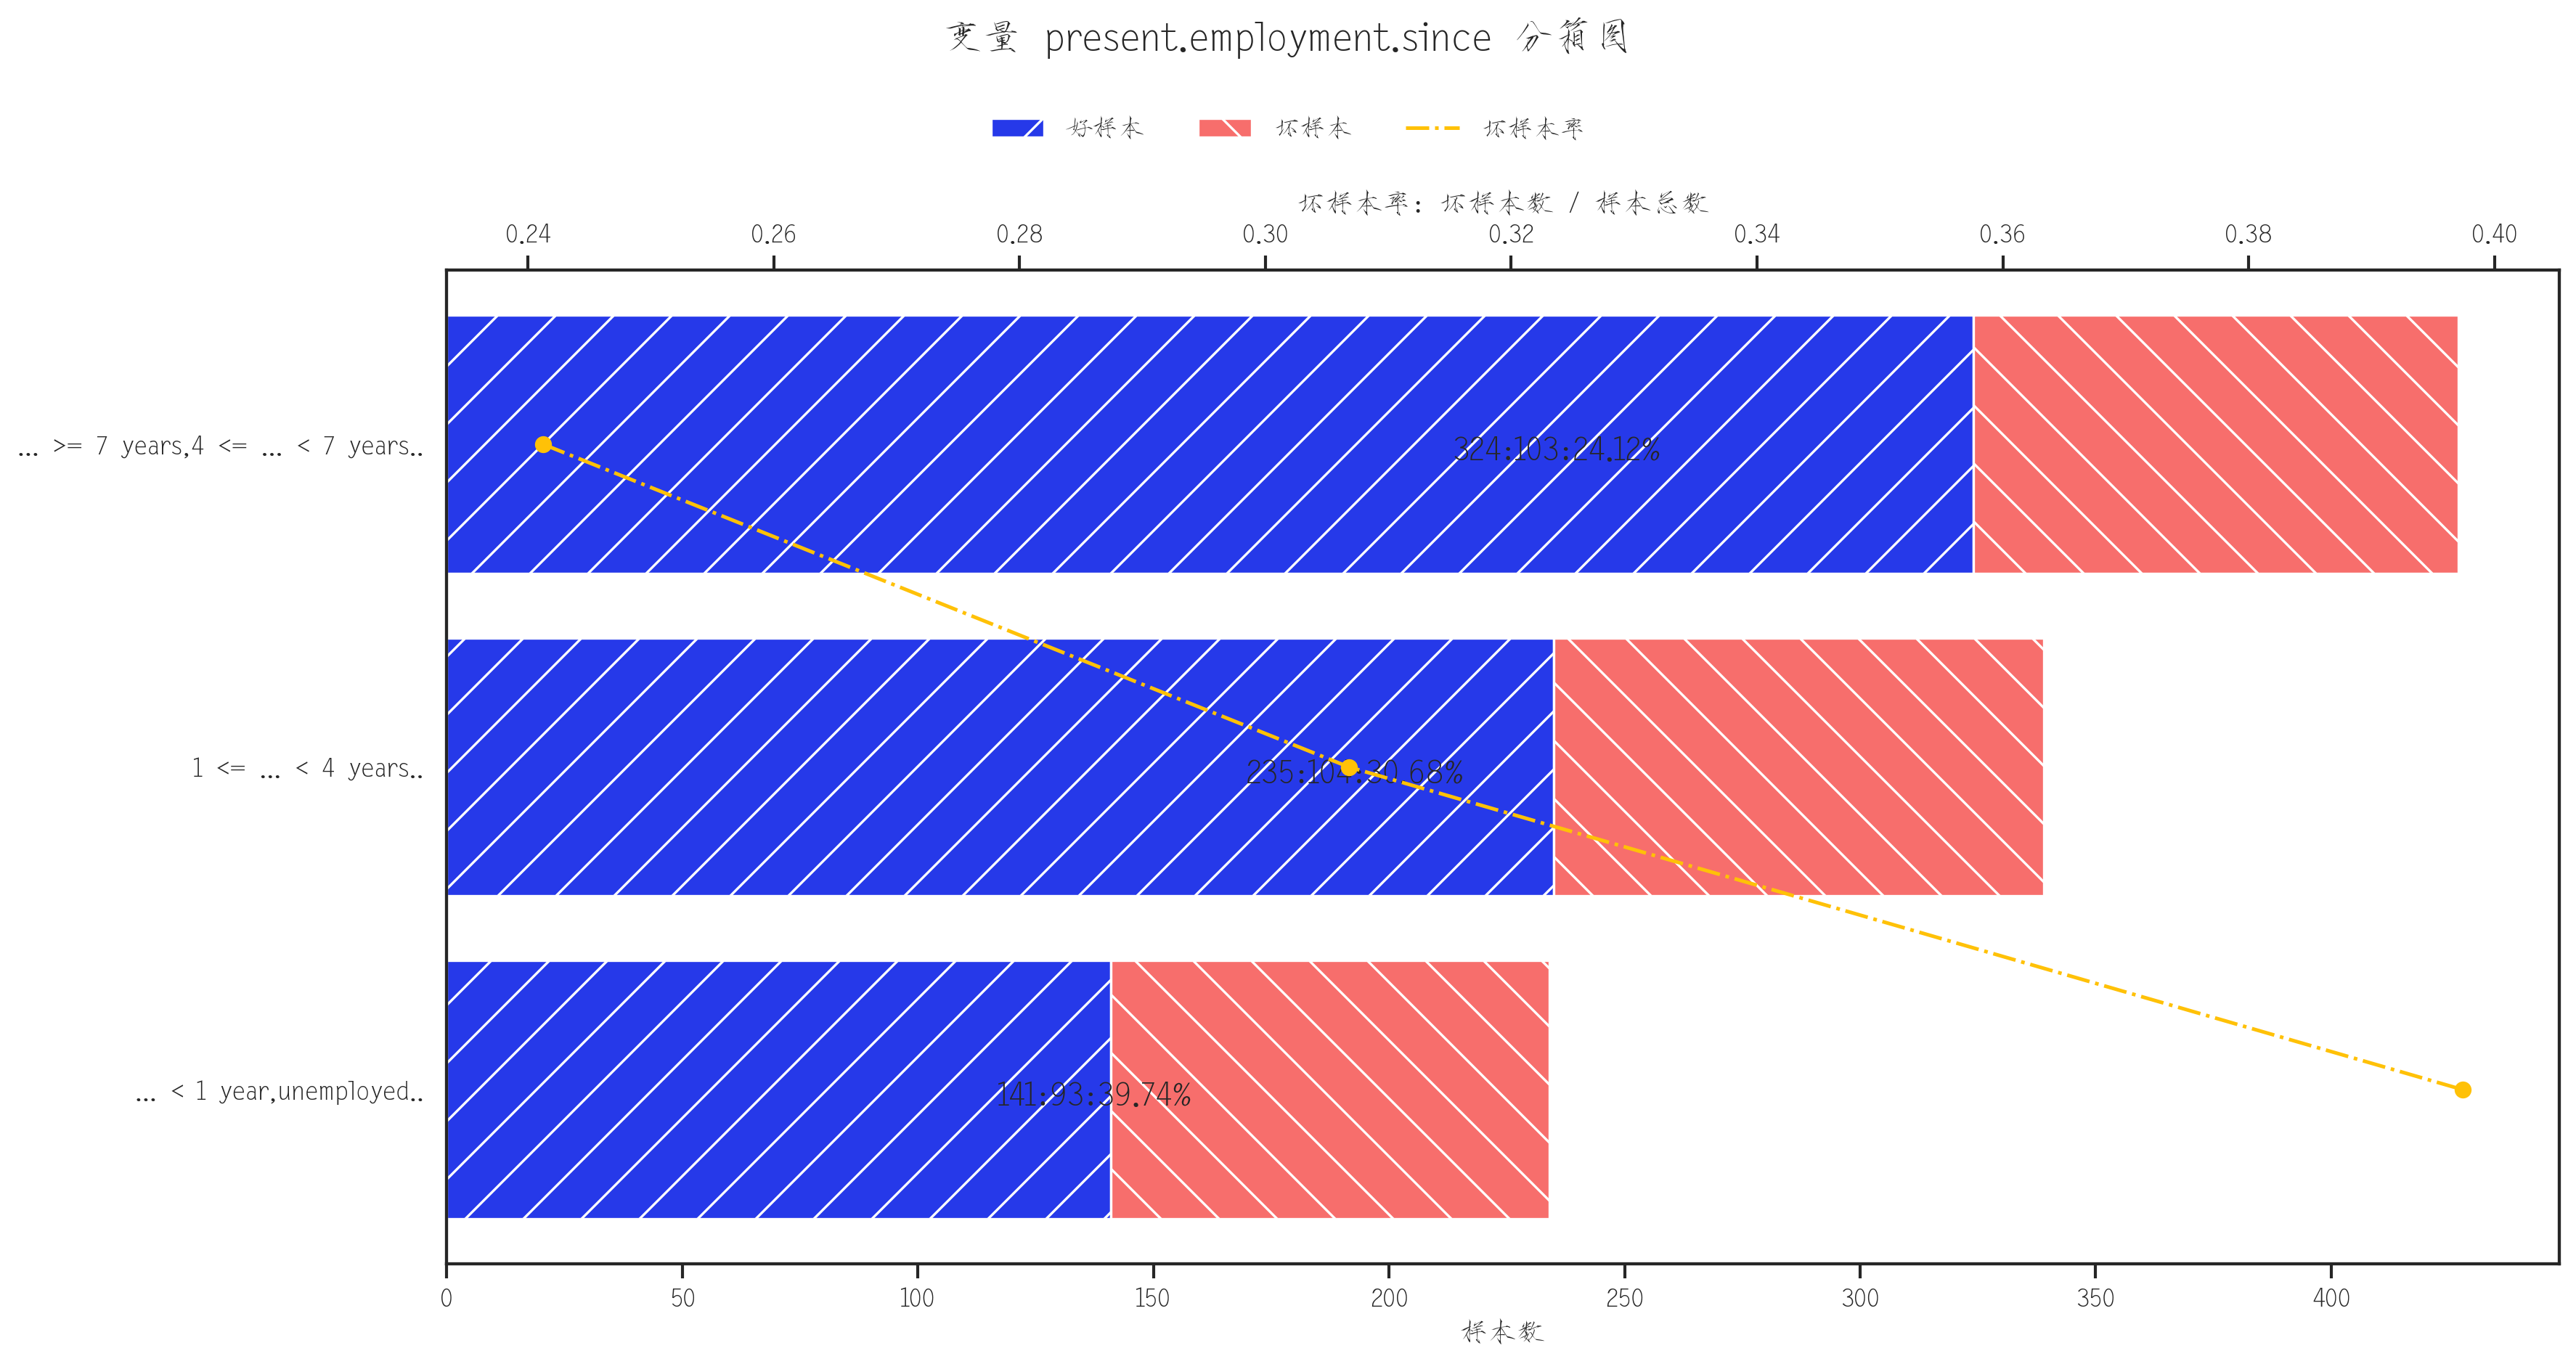 变量 present.employment.since 分箱图
好样本 坏样本 坏样本率
坏样本率: 坏样本数 / 样本总数
0.24 0.26 0.28 0.30 0.32 0.34 0.36 0.38 0.40
... >= 7 years,4 <= ... < 7 years..
324:103:24.12%
1 <= ... < 4 years..
235:104:30.68%
... < 1 year,unemployed..
141:93:39.74%
0 50 100 150 200 250 300 350 400
样本数